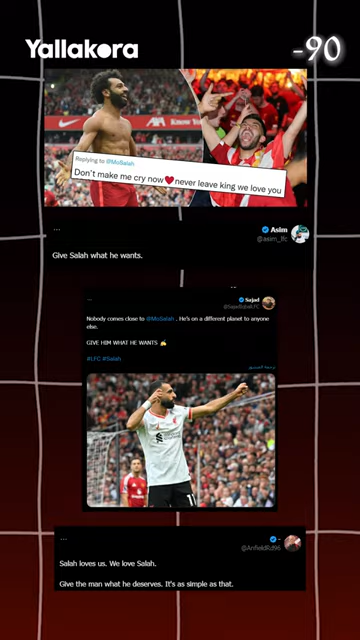 Yallakora
-90
Replying to @MoSalah
Don't make me cry now❤️never leave king we love you
...
Asim
@asim_lfc
Give Salah what he wants.
...
Sajad
Nobody comes close to @MoSalah . He's on a different planet to anyone
else.
GIVE HIM WHAT HE WANTS ✍️
#LFC #Salah
...
@AnfieldRd96
Salah loves us. We love Salah.
Give the man what he deserves. It's as simple as that.